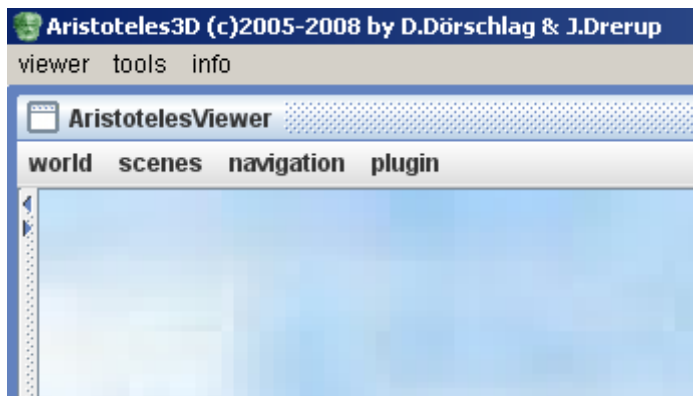 Aristoteles3D (c)2005-2008 by D.Dörschlag & J.Drerup
viewer tools info
AristotelesViewer
world scenes navigation plugin